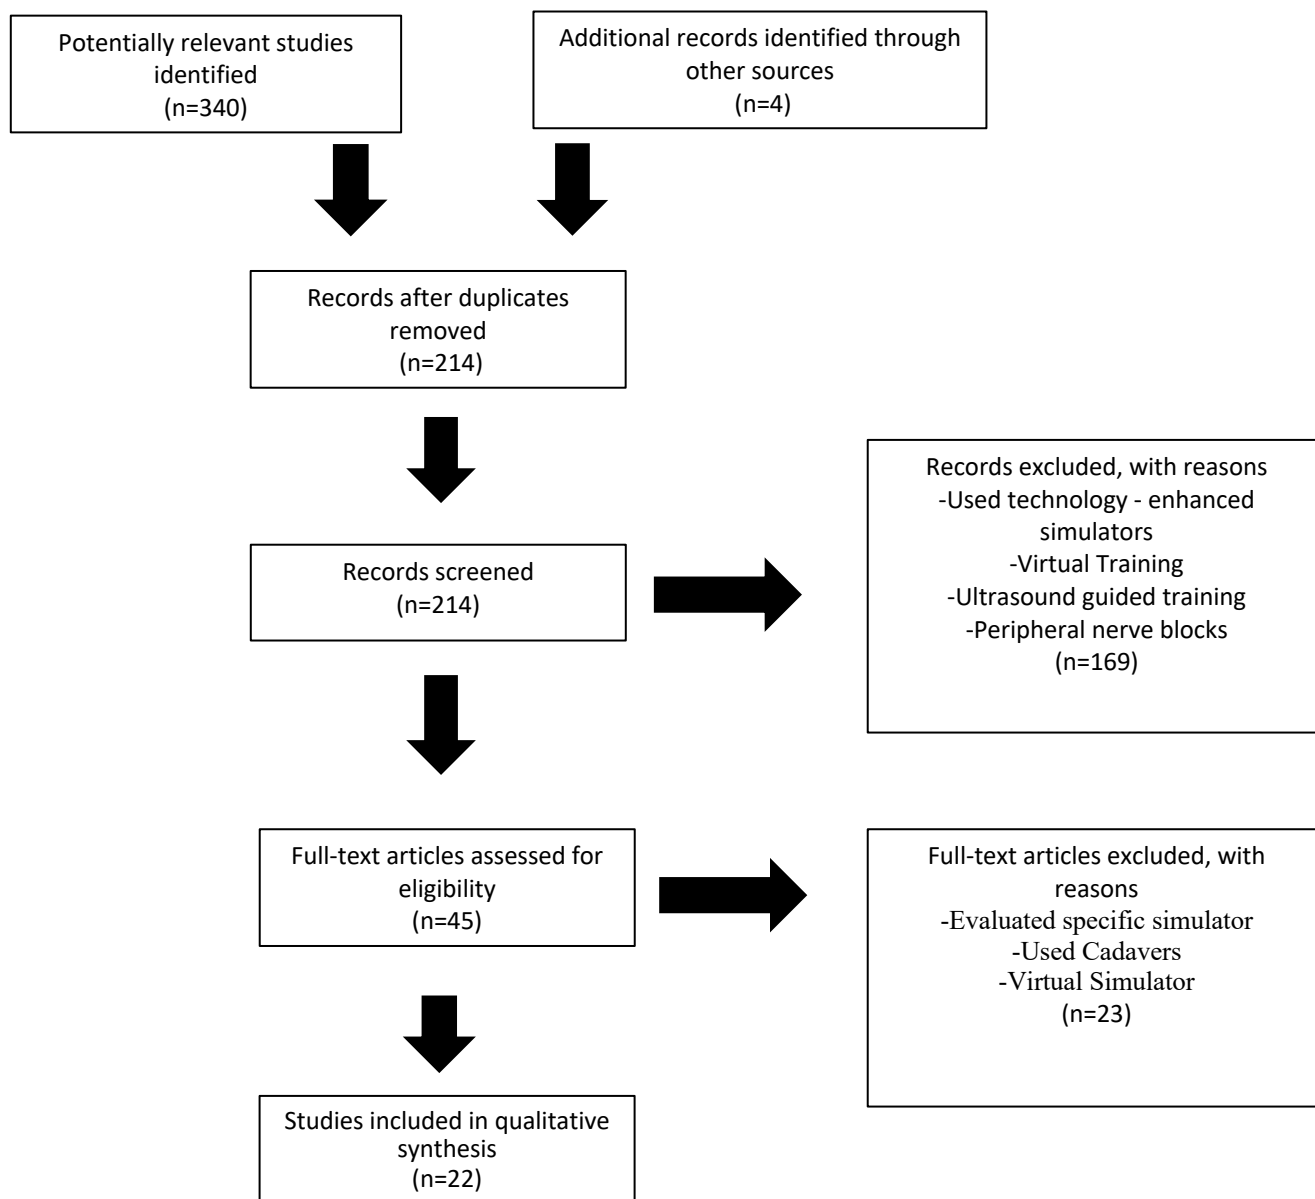 Potentially relevant studies
identified
(n=340)
Additional records identified through
other sources
(n=4)
Records after duplicates
removed
(n=214)
Records screened
(n=214)
Records excluded, with reasons
-Used technology - enhanced
simulators
-Virtual Training
-Ultrasound guided training
-Peripheral nerve blocks
(n=169)
Full-text articles assessed for
eligibility
(n=45)
Full-text articles excluded, with
reasons
-Evaluated specific simulator
-Used Cadavers
-Virtual Simulator
(n=23)
Studies included in qualitative
synthesis
(n=22)